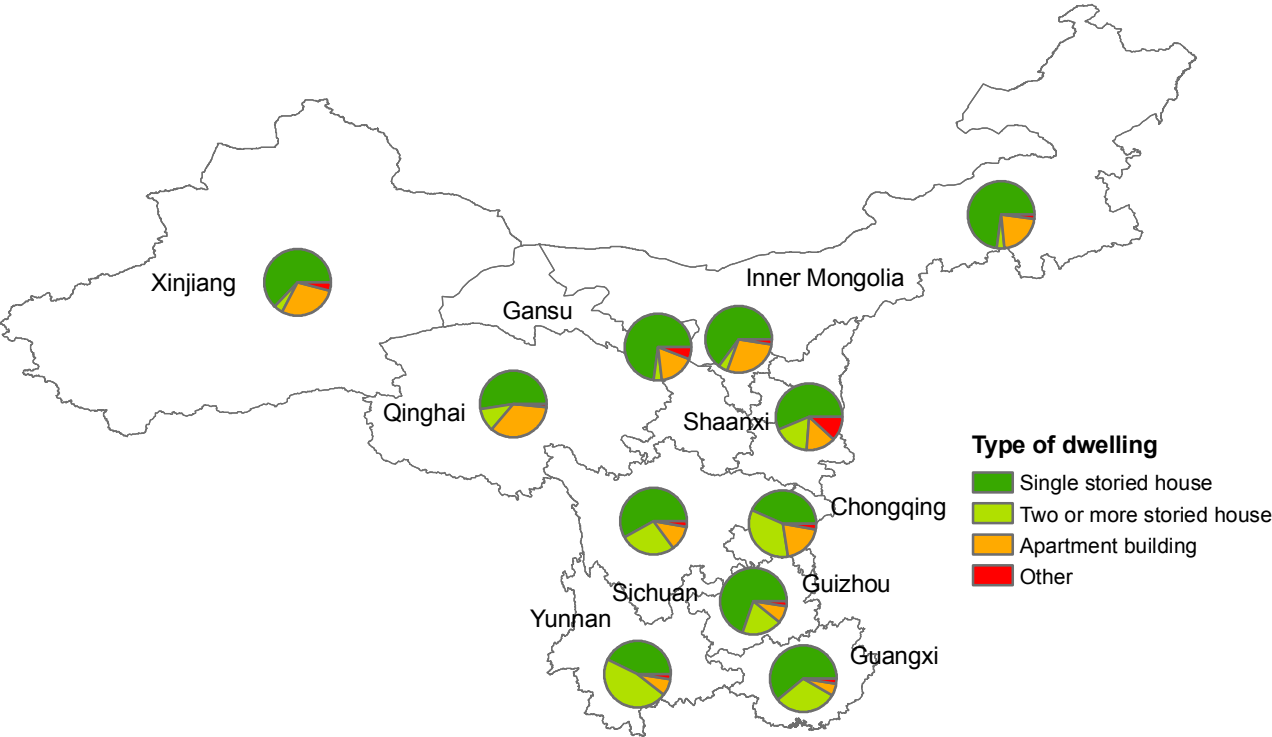 Xinjiang
Inner Mongolia
Gansu
Qinghai
Shaanxi
Type of dwelling
Single storied house
Two or more storied house
Apartment building
Other
Chongqing
Sichuan
Guizhou
Yunnan
Guangxi